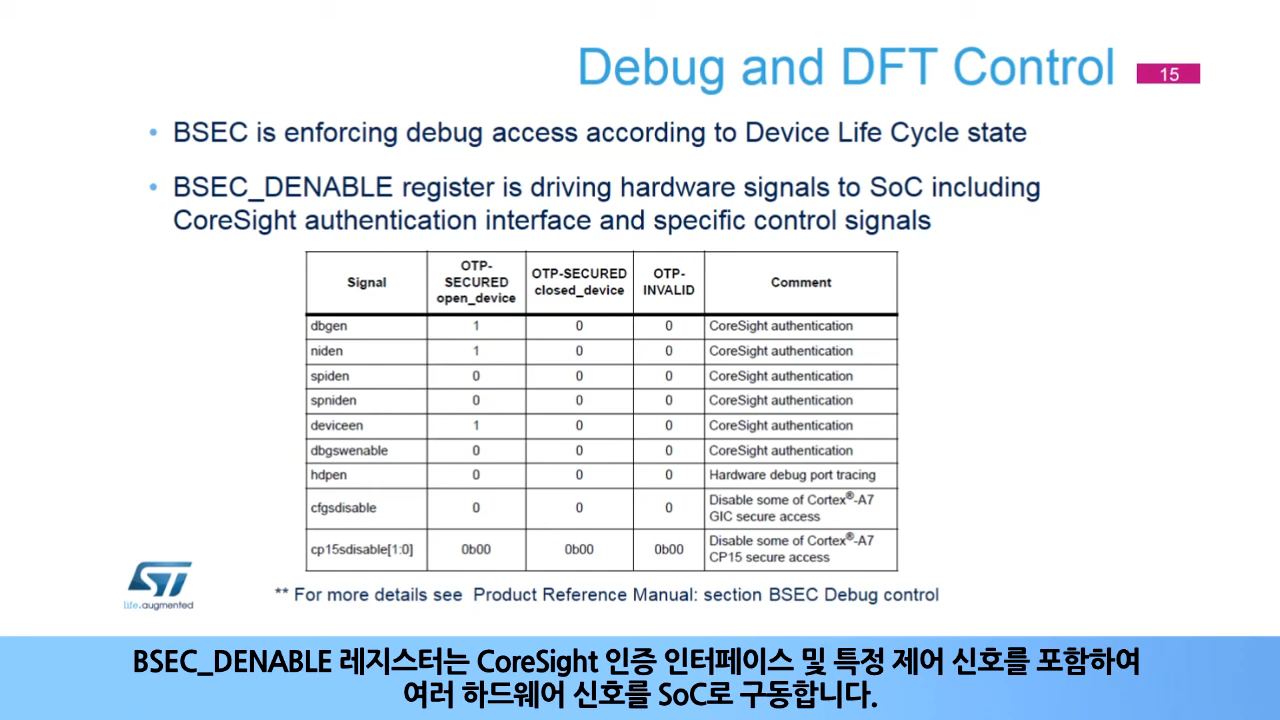 Debug and DFT Control
15
• BSEC is enforcing debug access according to Device Life Cycle state
• BSEC_DENABLE register is driving hardware signals to SoC including
CoreSight authentication interface and specific control signals
Signal | OTP-SECURED open_device | OTP-SECURED closed_device | OTP-INVALID | Comment
dbgen | 1 | 0 | 0 | CoreSight authentication
niden | 1 | 0 | 0 | CoreSight authentication
spiden | 0 | 0 | 0 | CoreSight authentication
spniden | 0 | 0 | 0 | CoreSight authentication
deviceen | 1 | 0 | 0 | CoreSight authentication
dbgswenable | 0 | 0 | 0 | CoreSight authentication
hdpen | 0 | 0 | 0 | Hardware debug port tracing
cfgsdisable | 0 | 0 | 0 | Disable some of Cortex®-A7 GIC secure access
cp15sdisable[1:0] | 0b00 | 0b00 | 0b00 | Disable some of Cortex®-A7 CP15 secure access
ST
life.augmented
** For more details see Product Reference Manual: section BSEC Debug control
BSEC_DENABLE 레지스터는 CoreSight 인증 인터페이스 및 특정 제어 신호를 포함하여
여러 하드웨어 신호를 SoC로 구동합니다.